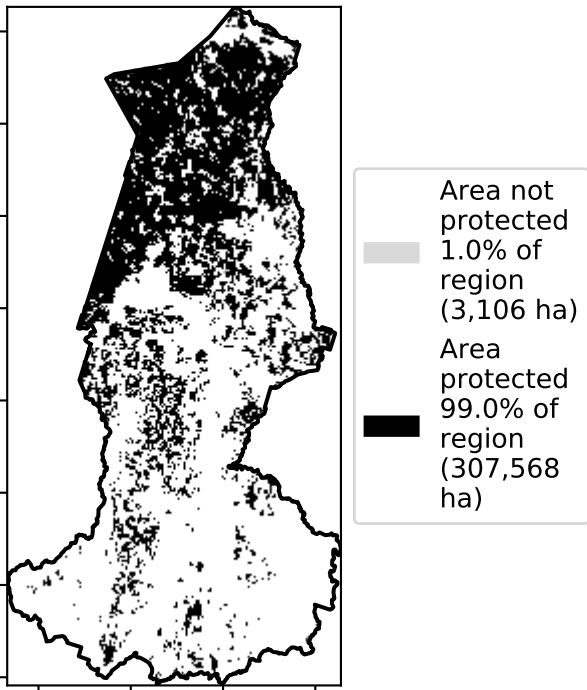 Area not
protected
1.0% of
region
(3,106 ha)
Area
protected
99.0% of
region
(307,568
ha)